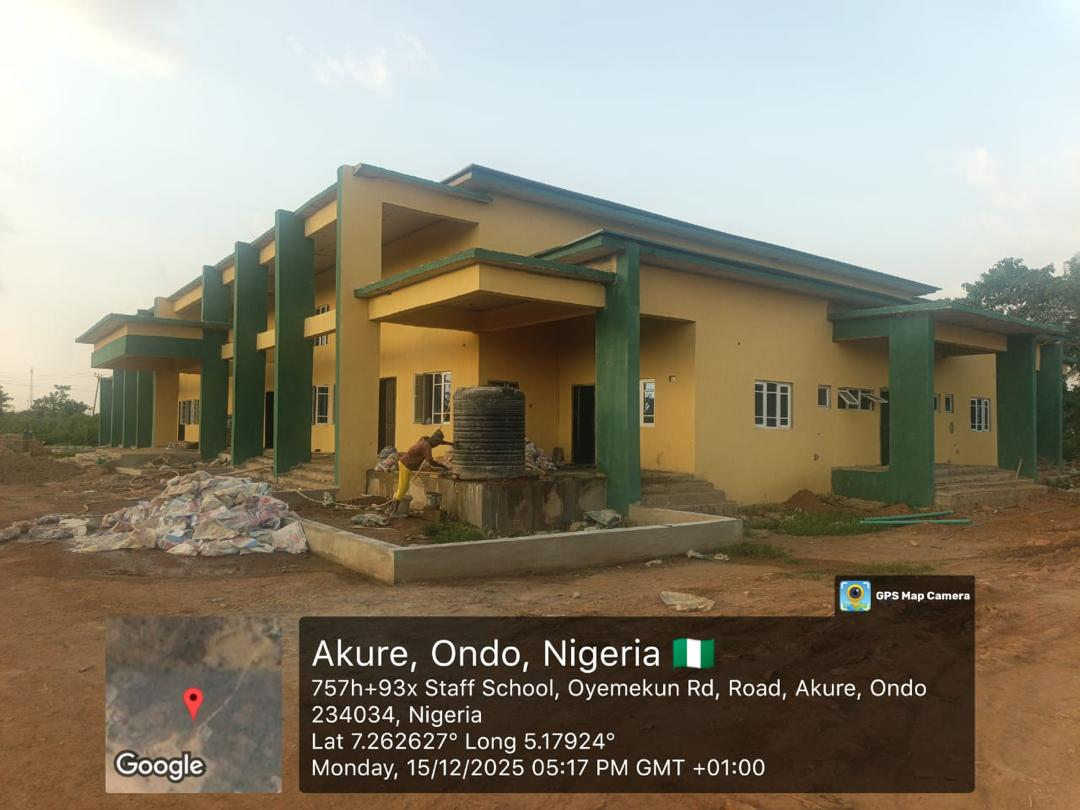 GPS Map Camera
Akure, Ondo, Nigeria 🇳🇬
757h+93x Staff School, Oyemekun Rd, Road, Akure, Ondo
234034, Nigeria
Lat 7.262627° Long 5.17924°
Monday, 15/12/2025 05:17 PM GMT +01:00
Google